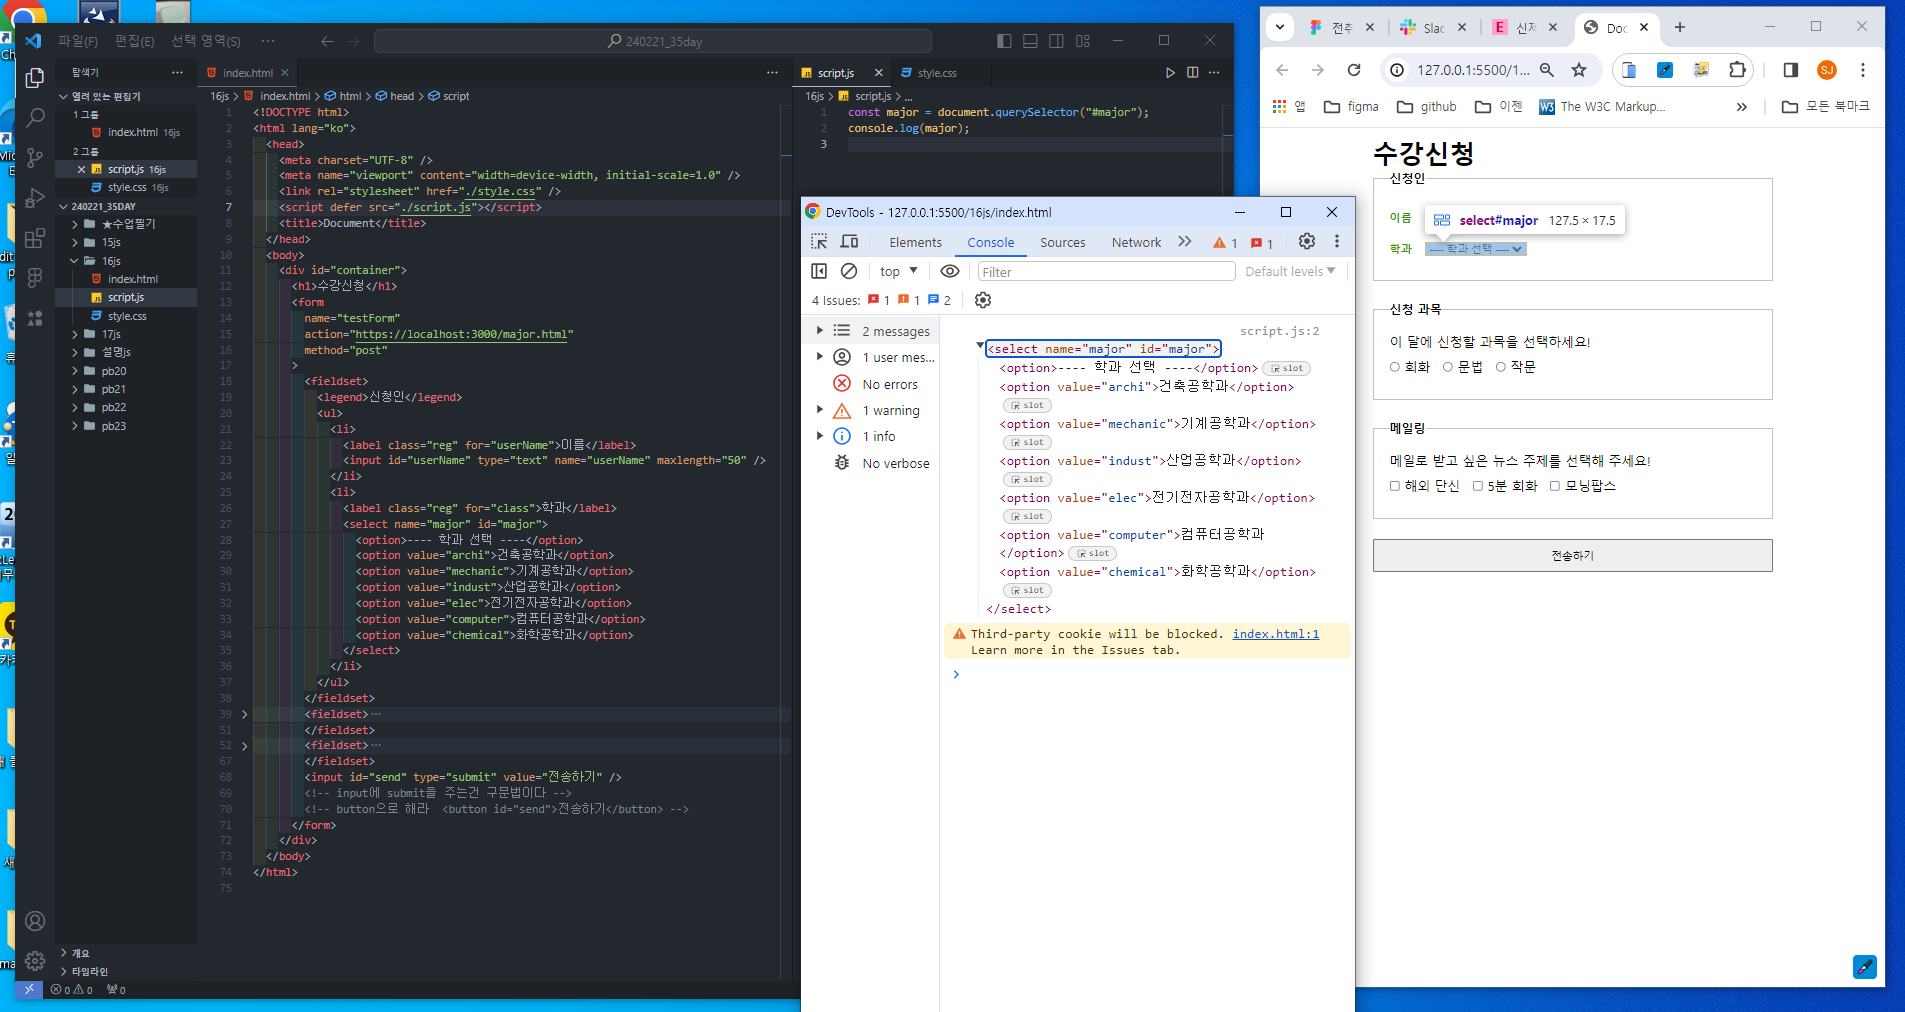 파일(F) 편집(E) 선택 영역(S) ···
240221_35day
탐색기
열려 있는 편집기
1 그룹
index.html 16js
2 그룹
script.js 16js
style.css 16js
240221_35DAY
★수업필기
15js
16js
index.html
script.js
style.css
17js
설명js
pb20
pb21
pb22
pb23
개요
타임라인
0 0 0
index.html
16js > index.html > html > head > script
1 <!DOCTYPE html>
2 <html lang="ko">
3 <head>
4 <meta charset="UTF-8" />
5 <meta name="viewport" content="width=device-width, initial-scale=1.0" />
6 <link rel="stylesheet" href="./style.css" />
7 <script defer src="./script.js"></script>
8 <title>Document</title>
9 </head>
10 <body>
11 <div id="container">
12 <h1>수강신청</h1>
13 <form
14 name="testForm"
15 action="https://localhost:3000/major.html"
16 method="post"
17 >
18 <fieldset>
19 <legend>신청인</legend>
20 <ul>
21 <li>
22 <label class="reg" for="userName">이름</label>
23 <input id="userName" type="text" name="userName" maxlength="50" />
24 </li>
25 <li>
26 <label class="reg" for="class">학과</label>
27 <select name="major" id="major">
28 <option>---- 학과 선택 ----</option>
29 <option value="archi">건축공학과</option>
30 <option value="mechanic">기계공학과</option>
31 <option value="indust">산업공학과</option>
32 <option value="elec">전기전자공학과</option>
33 <option value="computer">컴퓨터공학과</option>
34 <option value="chemical">화학공학과</option>
35 </select>
36 </li>
37 </ul>
38 </fieldset>
39 <fieldset>···
51 </fieldset>
52 <fieldset>···
67 </fieldset>
68 <input id="send" type="submit" value="전송하기" />
69 <!-- input에 submit을 주는건 구문법이다 -->
70 <!-- button으로 해라 <button id="send">전송하기</button> -->
71 </form>
72 </div>
73 </body>
74 </html>
75
script.js style.css
16js > script.js > ...
1 const major = document.querySelector("#major");
2 console.log(major);
3
DevTools - 127.0.0.1:5500/16js/index.html
Elements Console Sources Network 1 1
top Filter Default levels
4 Issues: 1 1 2
2 messages
1 user mes...
No errors
1 warning
1 info
No verbose
script.js:2
<select name="major" id="major">
<option>---- 학과 선택 ----</option> slot
<option value="archi">건축공학과</option>
slot
<option value="mechanic">기계공학과</option>
slot
<option value="indust">산업공학과</option>
slot
<option value="elec">전기전자공학과</option>
slot
<option value="computer">컴퓨터공학과
</option> slot
<option value="chemical">화학공학과</option>
slot
</select>
Third-party cookie will be blocked. index.html:1
Learn more in the Issues tab.
Slac Doc
127.0.0.1:5500/1... SJ
앱 figma github 이젠 The W3C Markup... 모든 북마크
수강신청
신청인
이름
select#major 127.5 × 17.5
학과 ---- 학과 선택 ----
신청 과목
이 달에 신청할 과목을 선택하세요!
회화 문법 작문
메일링
메일로 받고 싶은 뉴스 주제를 선택해 주세요!
해외 단신 5분 회화 모닝팝스
전송하기